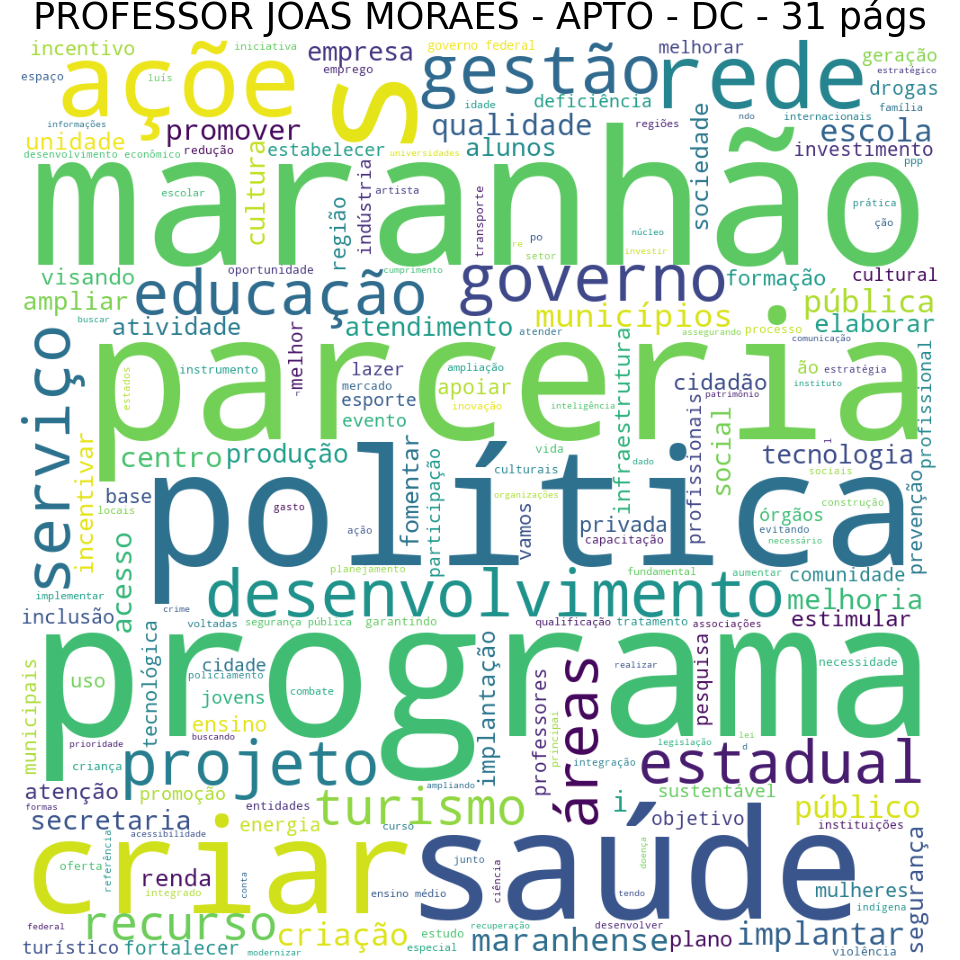 PROFESSOR JOAS MORAES - APTO - DC - 31 págs
incentivo
iniciativa
empresa
governo federal
melhorar
geração
espaço
luís
açõe
s
emprego
gestão
rede
estratégico
drogas
família
idade
deficiência
internacionais
informações
promover
qualidade
regiões
ndo
escola
unidade
desenvolvimento econômico
redução
estabelecer
universidades
alunos
sociedade
investimento
ppp
maranhão
cultura
escolar
região
indústria
artista
transporte
re
po
setor
núcleo
investir
prática
ção
visando
oportunidade
cumprimento
governo
formação
cultural
ampliar
educação
pública
buscar
atividade
atendimento
atender
municípios
assegurando
processo
elaborar
comunicação
parceria
serviço
estados
instrumento
melhor
lazer
mercado
esporte
evento
ampliação
apoiar
inovação
inteligência
infraestrutura
cidadão
patrimônio
ão
estratégia
instituto
profissional
incentivar
centro
produção
fomentar
participação
vida
culturais
dado
profissionais
social
tecnologia
sociais
l
base
locais
política
gasto
ação
organizações
vamos
privada
capacitação
órgãos
evitando
necessário
construção
prevenção
acesso
planejamento
fundamental
aumentar
comunidade
implementar
desenvolvimento
melhoria
inclusão
crime
voltadas
segurança pública
garantindo
qualificação
tratamento
associações
estimular
programa
municipais
uso
tecnológica
cidade
policiamento
jovens
combate
implantação
realizar
pesquisa
necessidade
ensino
buscando
professores
principai
áreas
legislação
lei
d
prioridade
criança
projeto
integração
estadual
atenção
promoção
ampliando
sustentável
formas
entidades
turismo
i
público
secretaria
acessibilidade
energia
curso
objetivo
instituições
criar
saúde
oferta
referência
renda
integrado
conta
ensino médio
junto
ciência
tendo
doença
mulheres
indígena
segurança
federal
recurso
criação
estudo
recuperação
desenvolver
turístico
fortalecer
modernizar
especial
maranhense
plano
implantar
violência